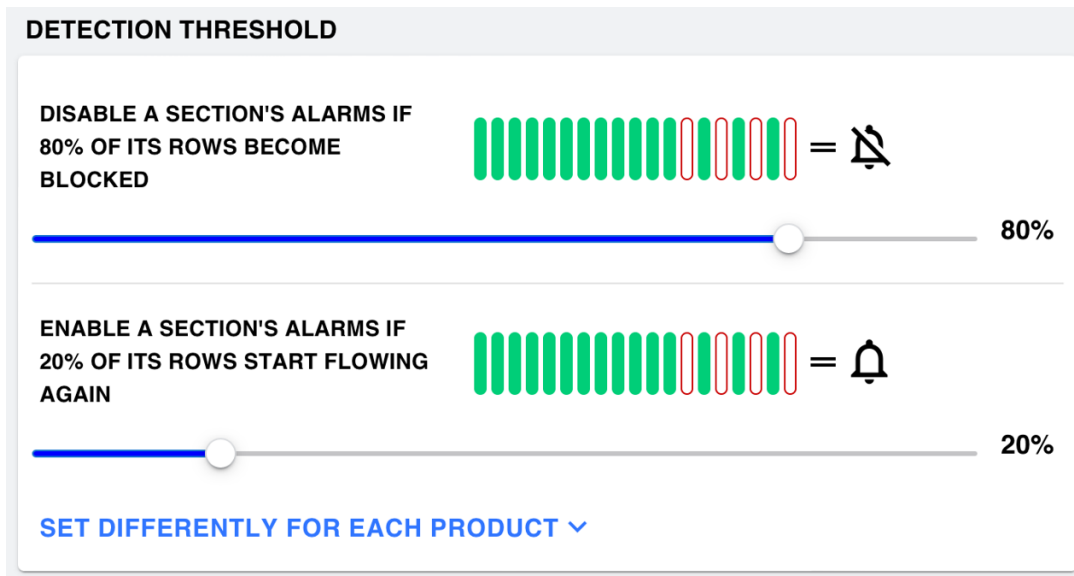 DETECTION THRESHOLD
DISABLE A SECTION'S ALARMS IF
80% OF ITS ROWS BECOME
BLOCKED
=
80%
ENABLE A SECTION'S ALARMS IF
20% OF ITS ROWS START FLOWING
AGAIN
=
20%
SET DIFFERENTLY FOR EACH PRODUCT